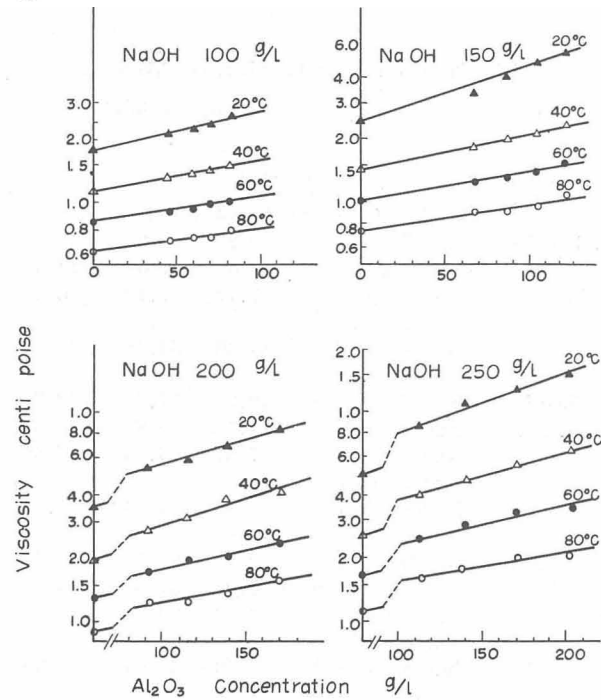 NaOH 100 g/l
20°C
40°C
60°C
80°C
3.0
2.0
1.5
1.0
0.8
0.6
0 50 100
NaOH 150 g/l
20°C
40°C
60°C
80°C
6.0
4.0
3.0
2.0
1.5
1.0
0.8
0.6
0 50 100
Viscosity centi poise
NaOH 200 g/l
20°C
40°C
60°C
80°C
1.0
8.0
6.0
4.0
3.0
2.0
1.5
1.0
100 150
NaOH 250 g/l
20°C
40°C
60°C
80°C
2.0
1.5
1.0
8.0
6.0
4.0
3.0
2.0
1.5
1.0
100 150 200
Al2O3 Concentration g/l